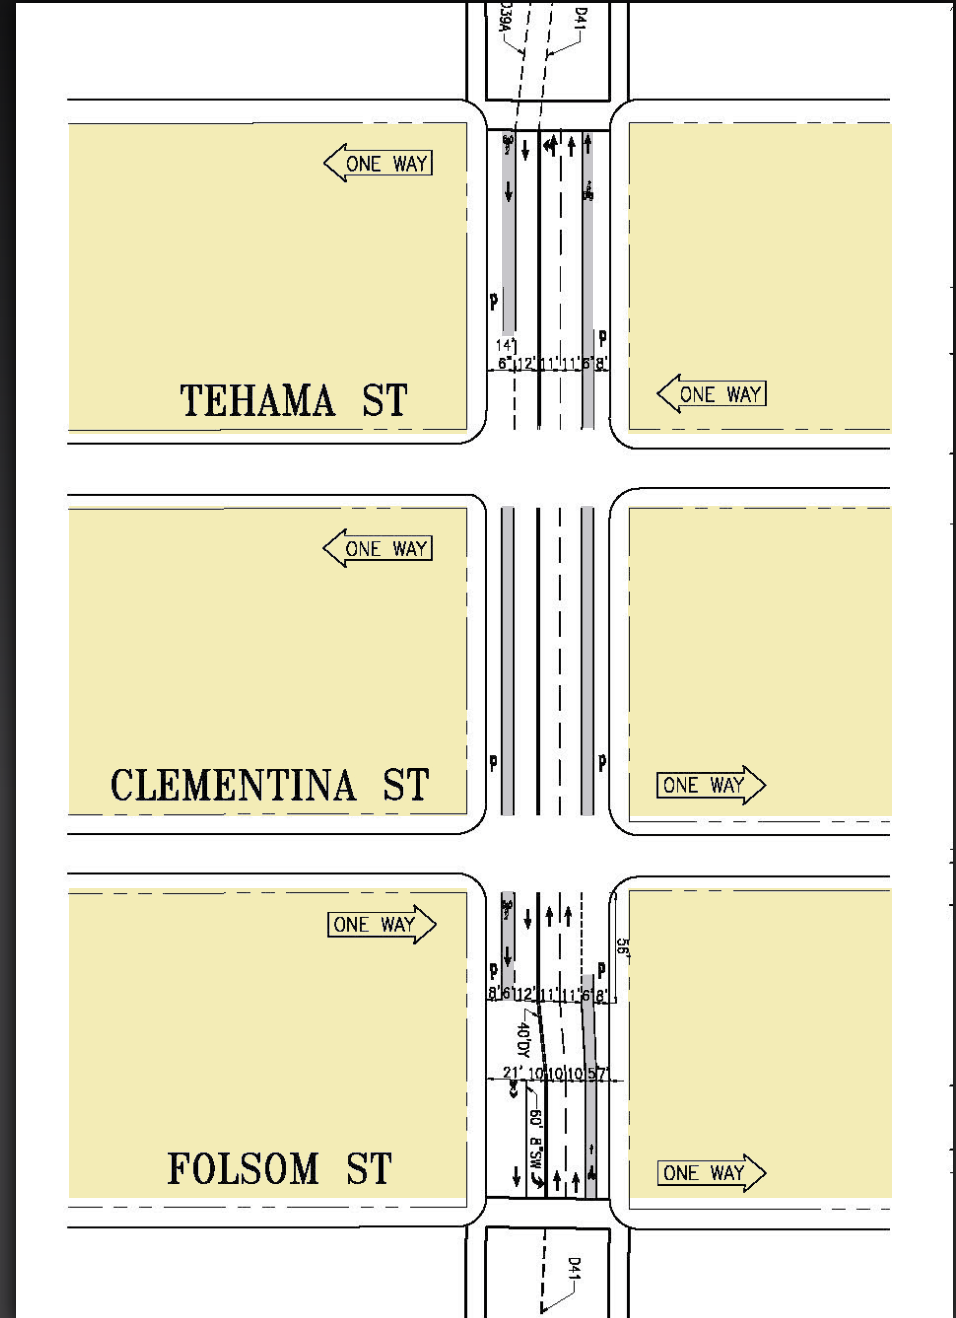 D39A
D41
ONE WAY
P
P
14'
6" 12' 11' 11' 6' 8'
TEHAMA ST
ONE WAY
ONE WAY
P
P
CLEMENTINA ST
ONE WAY
ONE WAY
56'
P
P
8' 6' 12' 11' 11' 6' 8'
40'DY
21' 10 10 10 5 7'
60' 8"SW
FOLSOM ST
ONE WAY
D41